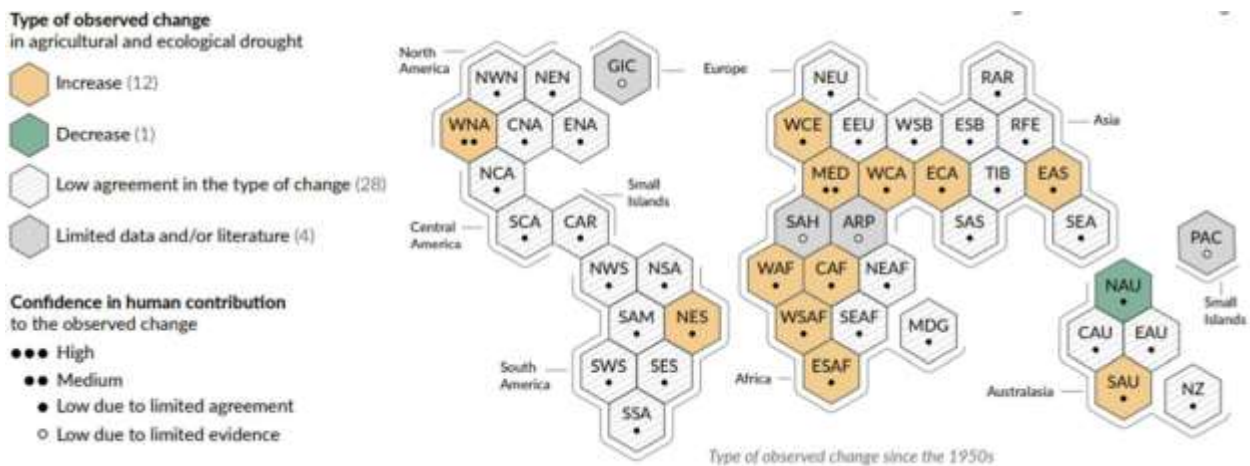 Type of observed change
in agricultural and ecological drought
Increase (12)
Decrease (1)
Low agreement in the type of change (28)
Limited data and/or literature (4)
Confidence in human contribution
to the observed change
●●● High
●● Medium
● Low due to limited agreement
○ Low due to limited evidence
North
America
NWN NEN GIC
WNA CNA ENA
NCA
Small
Islands
Central
America
SCA CAR
NWS NSA
SAM NES
South
America
SWS SES
SSA
Europe
NEU RAR
WCE EEU WSB ESB RFE
Asia
MED WCA ECA TIB EAS
SAH ARP SAS SEA
WAF CAF NEAF
WSAF SEAF MDG
Africa
ESAF
PAC
Small
Islands
NAU
CAU EAU
Australasia
SAU NZ
Type of observed change since the 1950s